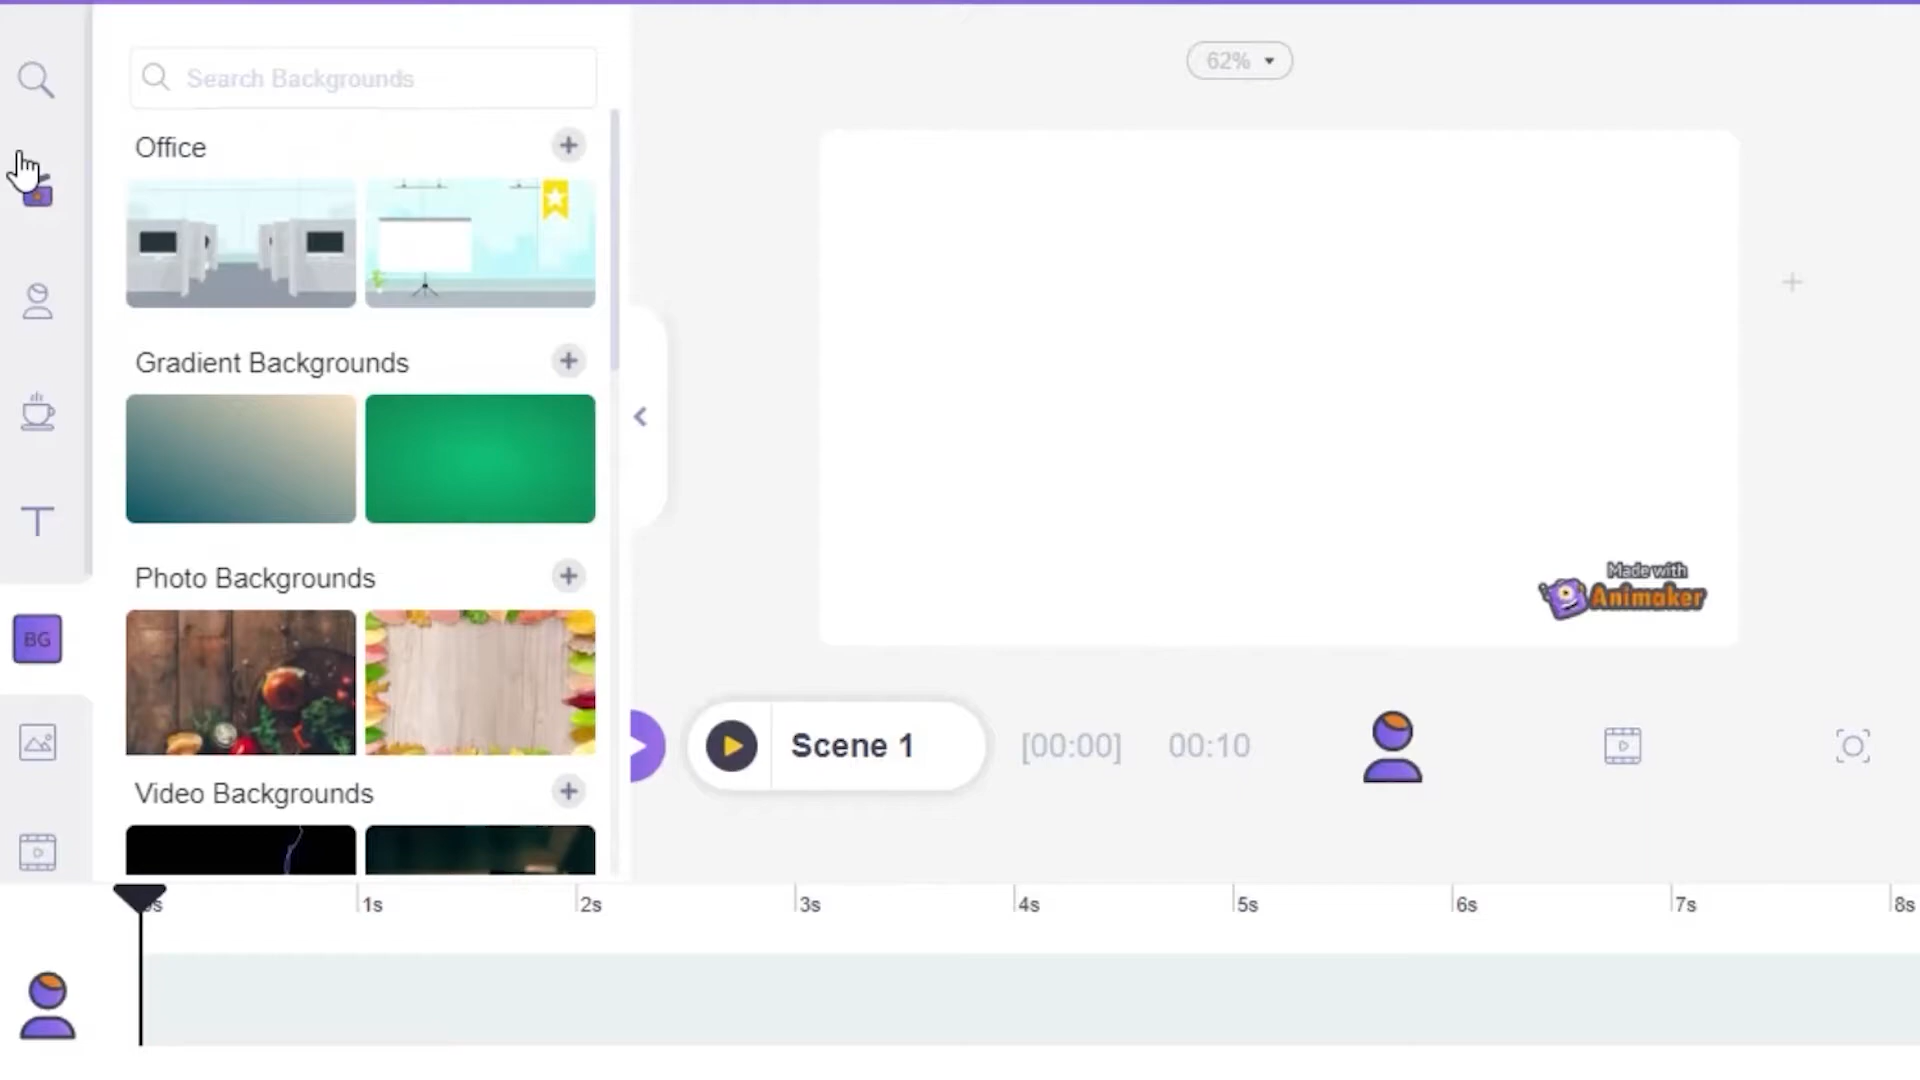 62%
Search Backgrounds
Office
Gradient Backgrounds
Photo Backgrounds
BG
Made with
Animaker
Scene 1 [00:00] 00:10
Video Backgrounds
1s 2s 3s 4s 5s 6s 7s 8s